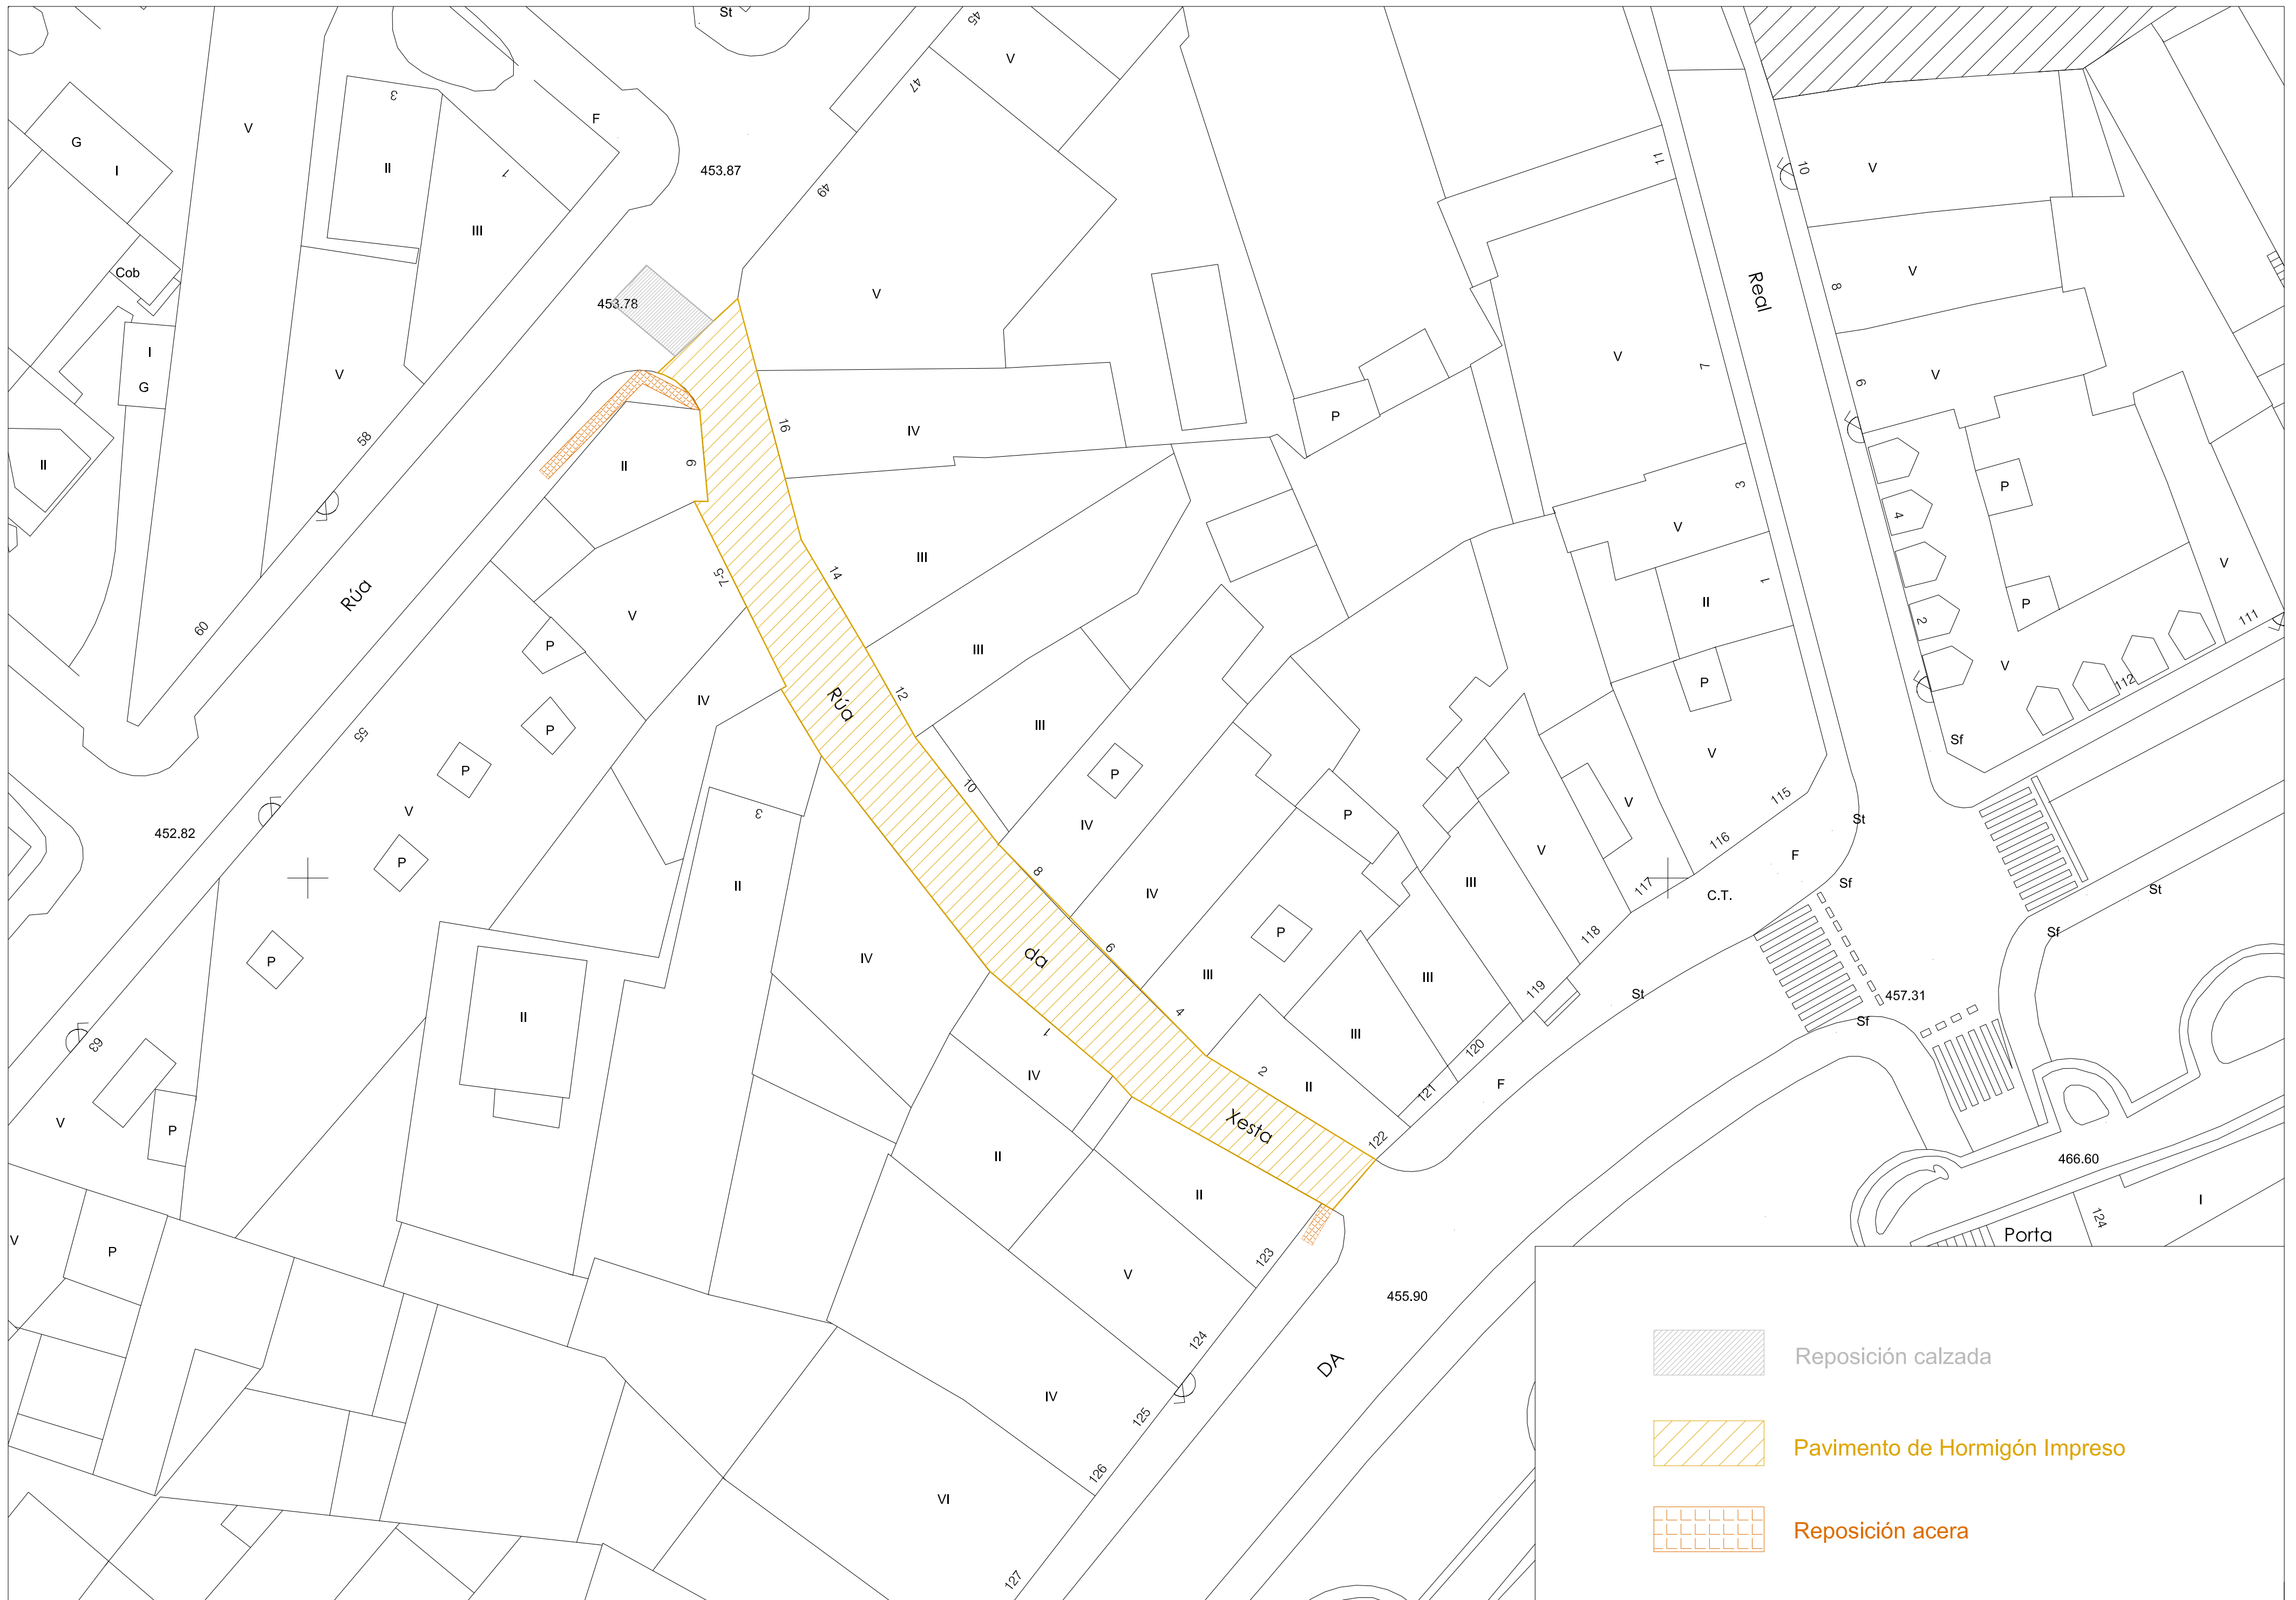 St
45
V
47
3
F
G
V
I
II
453.87
11
10
V
1
49
III
Cob
V
V
8
Real
453.78
V
I
G
V
7
V
6
P
16
IV
58
II
II
9
3
P
4
V
III
7-5
14
V
1
II
P
2
111
Rúa
60
V
P
III
12
IV
P
V
112
Rúa
III
V
Sf
55
P
P
P
10
115
V
V
3
IV
P
St
452.82
116
V
F
P
8
II
IV
III
117
C.T.
Sf
St
P
6
P
118
Sf
da
IV
III
III
119
St
457.31
4
II
1
III
Sf
63
120
IV
2
II
121
F
V
P
Xesta
122
II
466.60
II
124
I
V
P
Porta
123
V
455.90
124
DA
IV
125
126
VI
127
Reposición calzada
Pavimento de Hormigón Impreso
Reposición acera